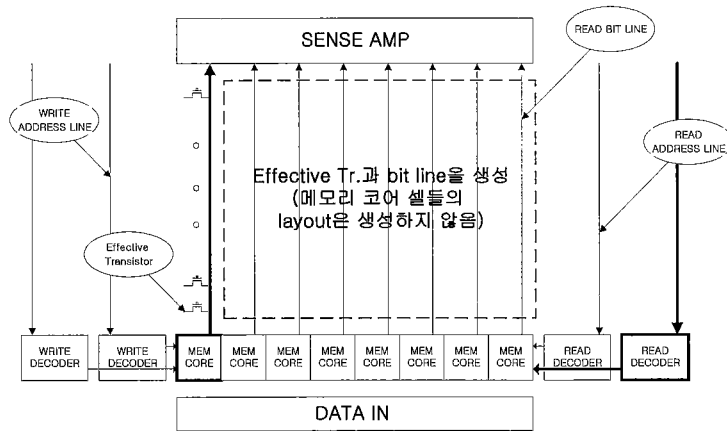 SENSE AMP
READ BIT LINE
WRITE
ADDRESS LINE
READ
ADDRESS LINE
Effective Tr.과 bit line을 생성
(메모리 코어 셀들의
layout은 생성하지 않음)
Effective
Transistor
WRITE
DECODER
WRITE
DECODER
MEM
CORE
MEM
CORE
MEM
CORE
MEM
CORE
MEM
CORE
MEM
CORE
MEM
CORE
MEM
CORE
READ
DECODER
READ
DECODER
DATA IN